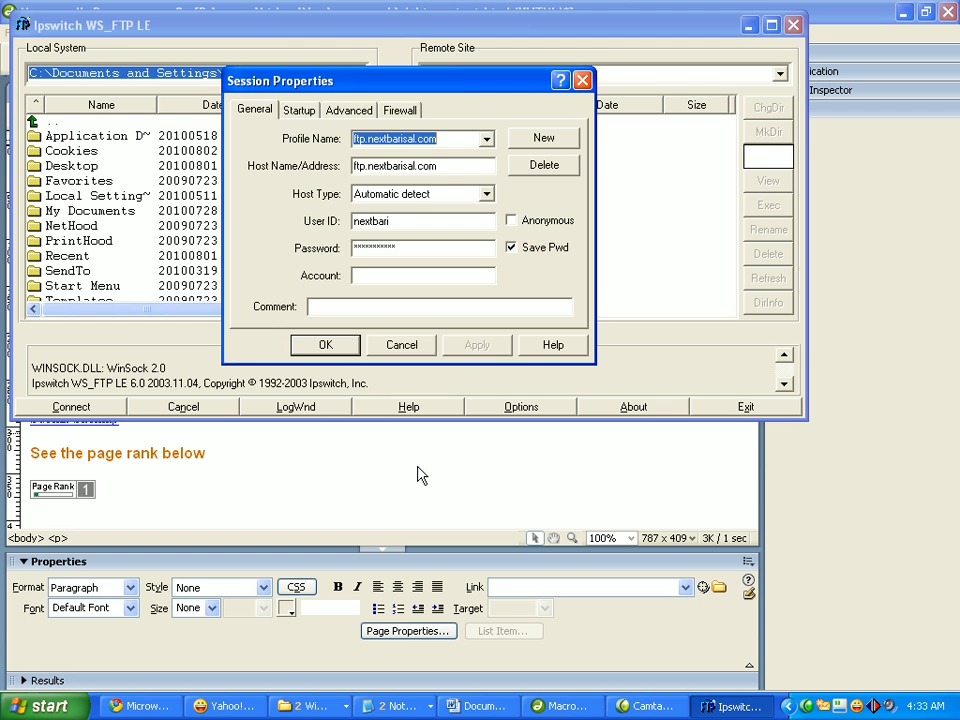 Ipswitch WS_FTP LE
Local System
Remote Site
C:\Documents and Settings\
Session Properties
General Startup Advanced Firewall
Profile Name: ftp.nextbarisal.com New
Host Name/Address: ftp.nextbarisal.com Delete
Host Type: Automatic detect
User ID: nextbari Anonymous
Password: *********** Save Pwd
Account:
Comment:
OK Cancel Apply Help
^ Name Date
..
Application D~ 20100518
Cookies 20100802
Desktop 20100801
Favorites 20090723
Local Setting~ 20100511
My Documents 20100728
NetHood 20090723
PrintHood 20090723
Recent 20100801
SendTo 20100319
Start Menu 20090723
Templates 20090723
Date Size
ChgDir
MkDir
View
Exec
Rename
Delete
Refresh
DirInfo
ication
Inspector
WINSOCK.DLL: WinSock 2.0
Ipswitch WS_FTP LE 6.0 2003.11.04, Copyright © 1992-2003 Ipswitch, Inc.
Connect Cancel LogWnd Help Options About Exit
See the page rank below
Page Rank 1
<body> <p>
100% 787 x 409 3K / 1 sec
Properties
Format Paragraph Style None CSS B I Link
Font Default Font Size None Target
Page Properties... List Item...
Results
start Microw... Yahoo!... 2 Wi... 2 Not... Docum... Macro... Camta... Ipswitc... 4:33 AM